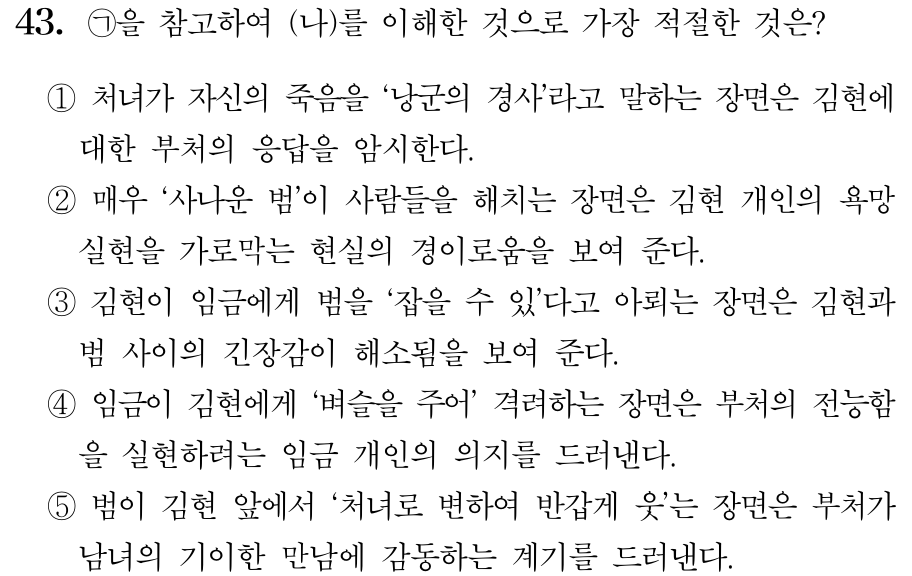 43. ㉠을 참고하여 (나)를 이해한 것으로 가장 적절한 것은?
① 처녀가 자신의 죽음을 ‘낭군의 경사’라고 말하는 장면은 김현에
대한 부처의 응답을 암시한다.
② 매우 ‘사나운 범’이 사람들을 해치는 장면은 김현 개인의 욕망
실현을 가로막는 현실의 경이로움을 보여 준다.
③ 김현이 임금에게 범을 ‘잡을 수 있’다고 아뢰는 장면은 김현과
범 사이의 긴장감이 해소됨을 보여 준다.
④ 임금이 김현에게 ‘벼슬을 주어’ 격려하는 장면은 부처의 전능함
을 실현하려는 임금 개인의 의지를 드러낸다.
⑤ 범이 김현 앞에서 ‘처녀로 변하여 반갑게 웃’는 장면은 부처가
남녀의 기이한 만남에 감동하는 계기를 드러낸다.